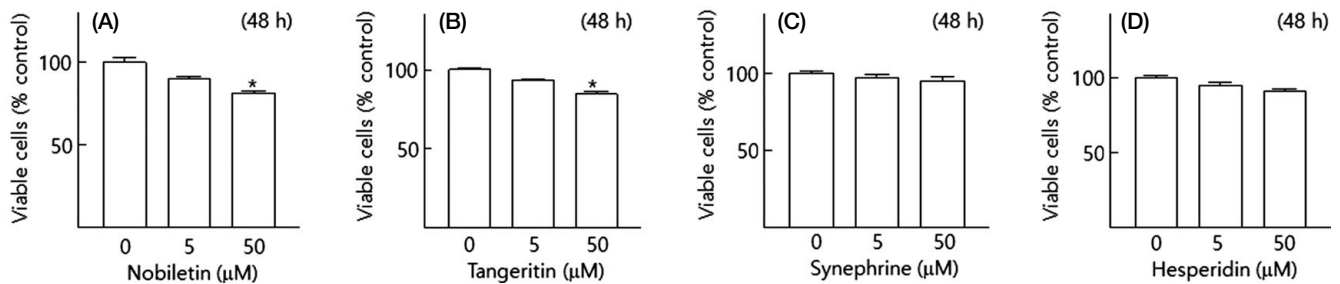 (A) (48 h)
Viable cells (% control)
100
50
0 5 50
*
Nobiletin (μM)
(B) (48 h)
Viable cells (% control)
100
50
0 5 50
*
Tangeritin (μM)
(C) (48 h)
Viable cells (% control)
100
50
0 5 50
Synephrine (μM)
(D) (48 h)
Viable cells (% control)
100
50
0 5 50
Hesperidin (μM)